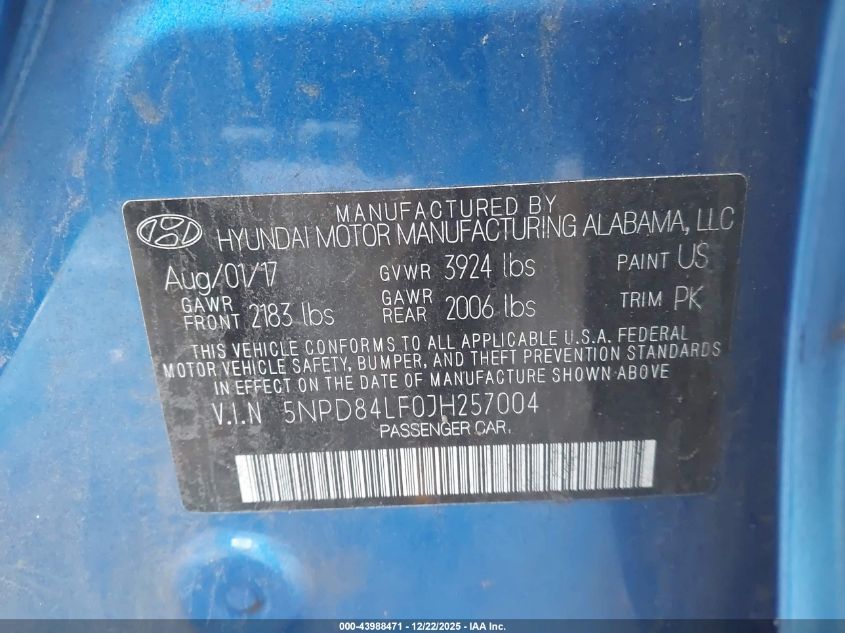 MANUFACTURED BY
HYUNDAI MOTOR MANUFACTURING ALABAMA, LLC
Aug/01/17 GVWR 3924 lbs PAINT US
GAWR FRONT 2183 lbs GAWR REAR 2006 lbs TRIM PK
THIS VEHICLE CONFORMS TO ALL APPLICABLE U.S.A. FEDERAL
MOTOR VEHICLE SAFETY, BUMPER, AND THEFT PREVENTION STANDARDS
IN EFFECT ON THE DATE OF MANUFACTURE SHOWN ABOVE
V.I.N 5NPD84LF0JH257004
PASSENGER CAR.
000-43988471 - 12/22/2025 - IAA Inc.